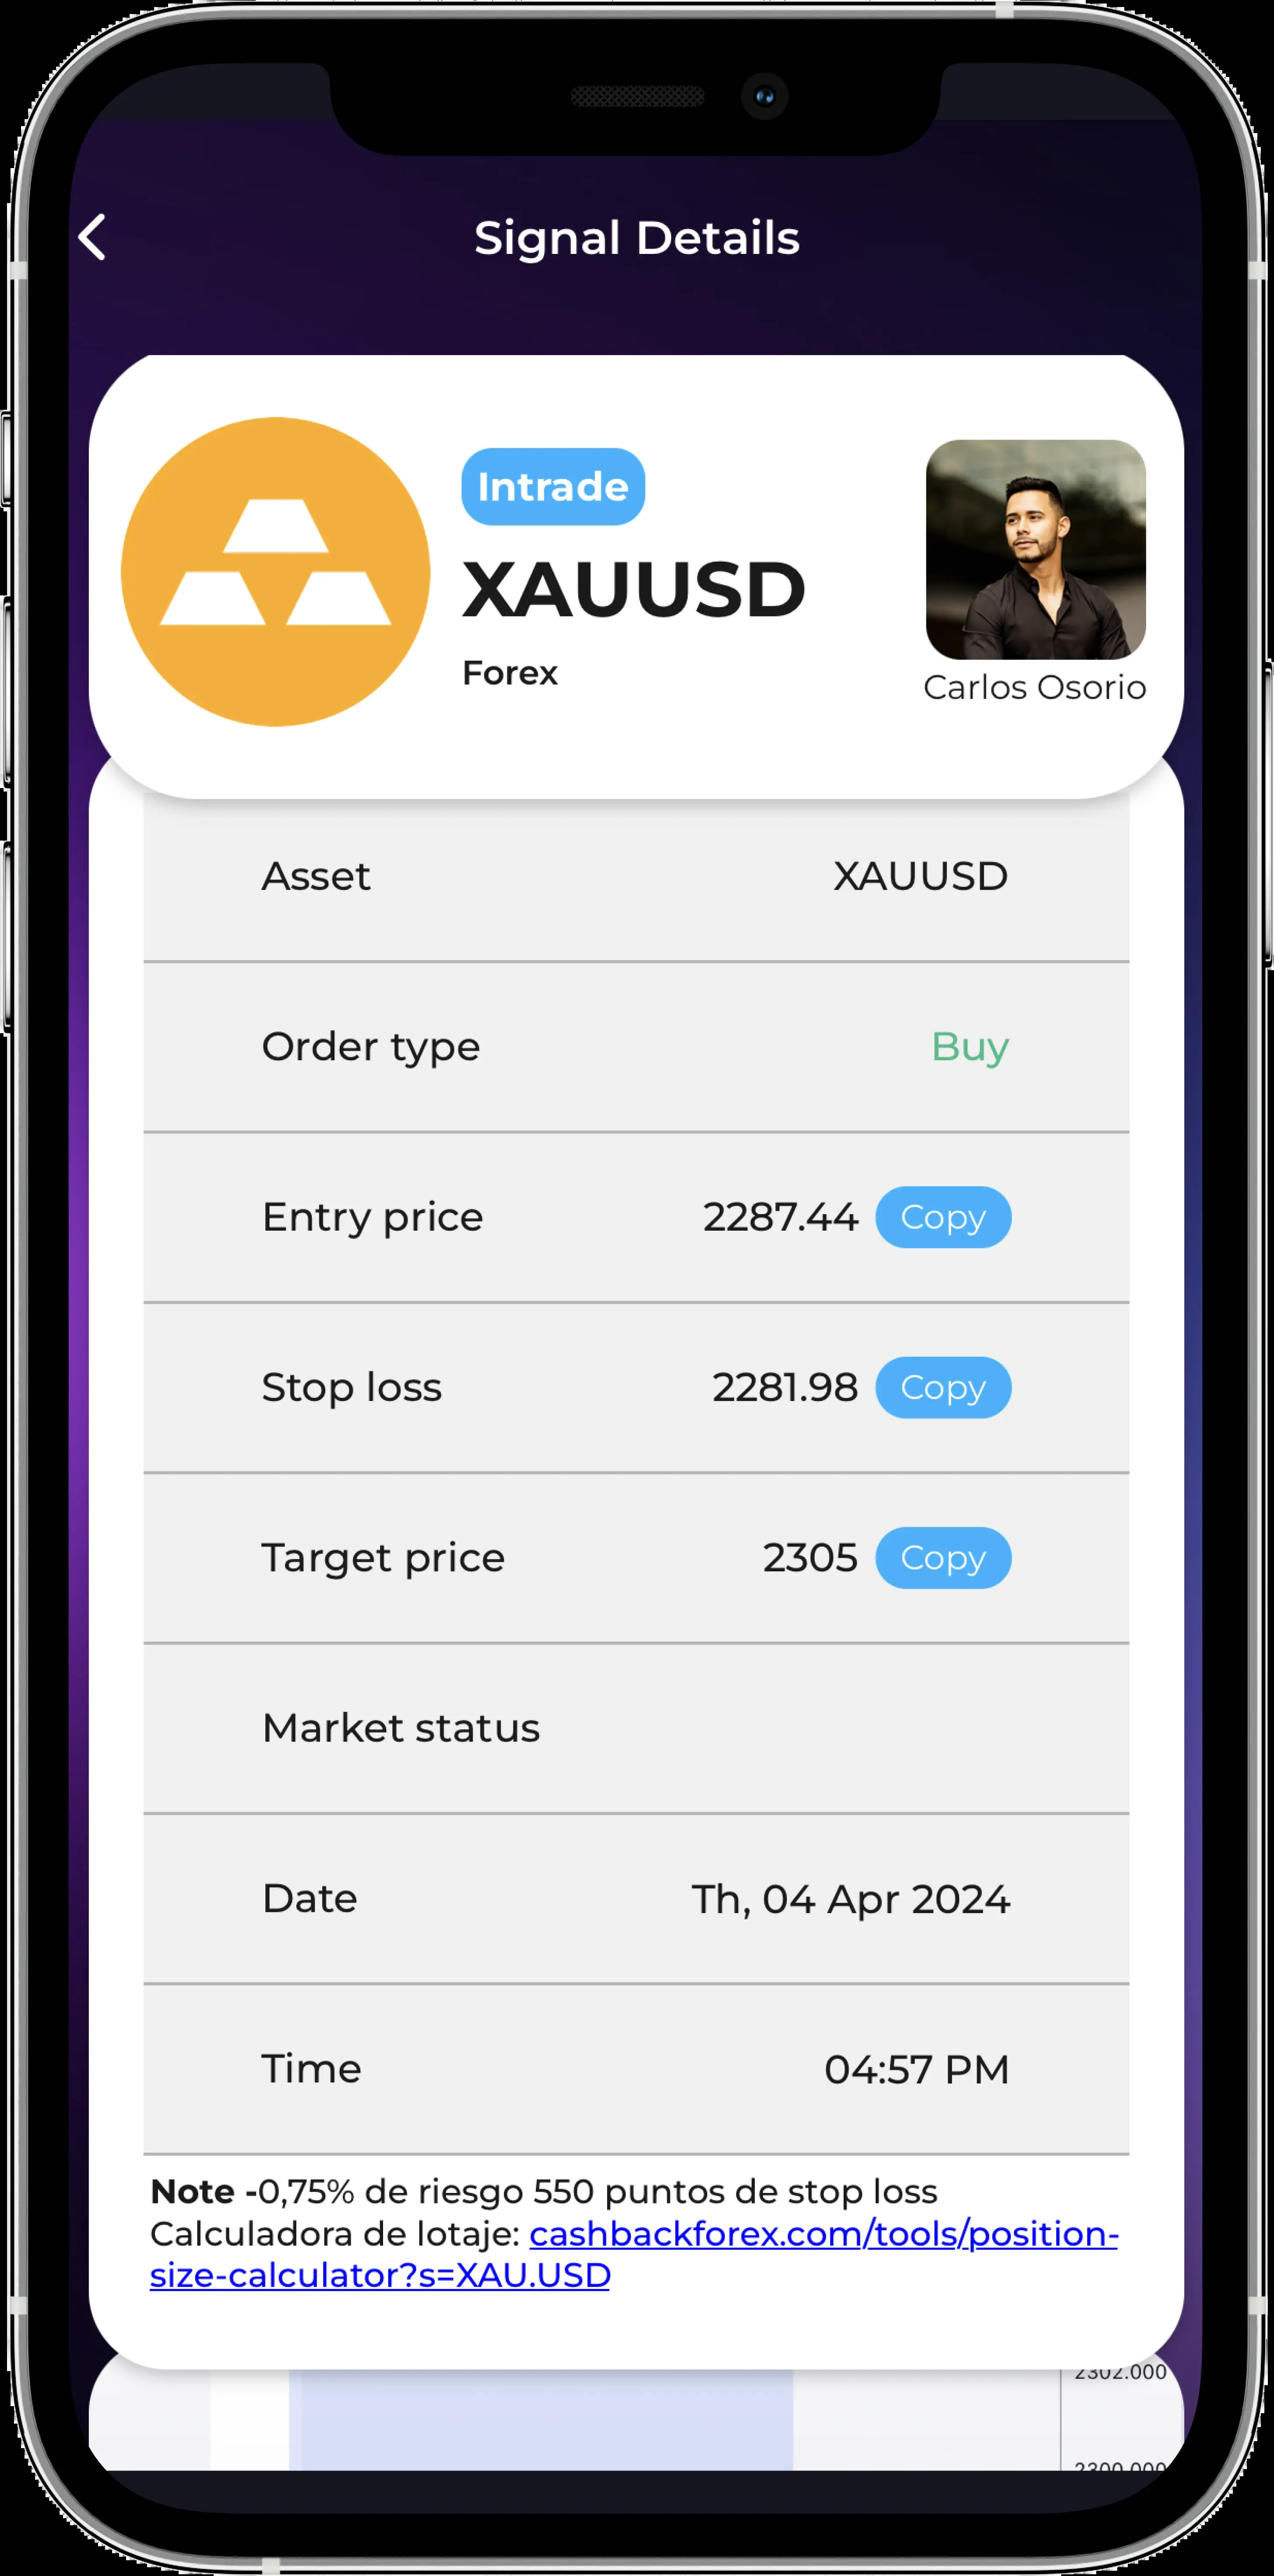 Signal Details
Intrade
XAUUSD
Forex
Carlos Osorio
Asset XAUUSD
Order type Buy
Entry price 2287.44 Copy
Stop loss 2281.98 Copy
Target price 2305 Copy
Market status
Date Th, 04 Apr 2024
Time 04:57 PM
Note -0,75% de riesgo 550 puntos de stop loss
Calculadora de lotaje: cashbackforex.com/tools/position-
size-calculator?s=XAU.USD
2302.000
2300.000